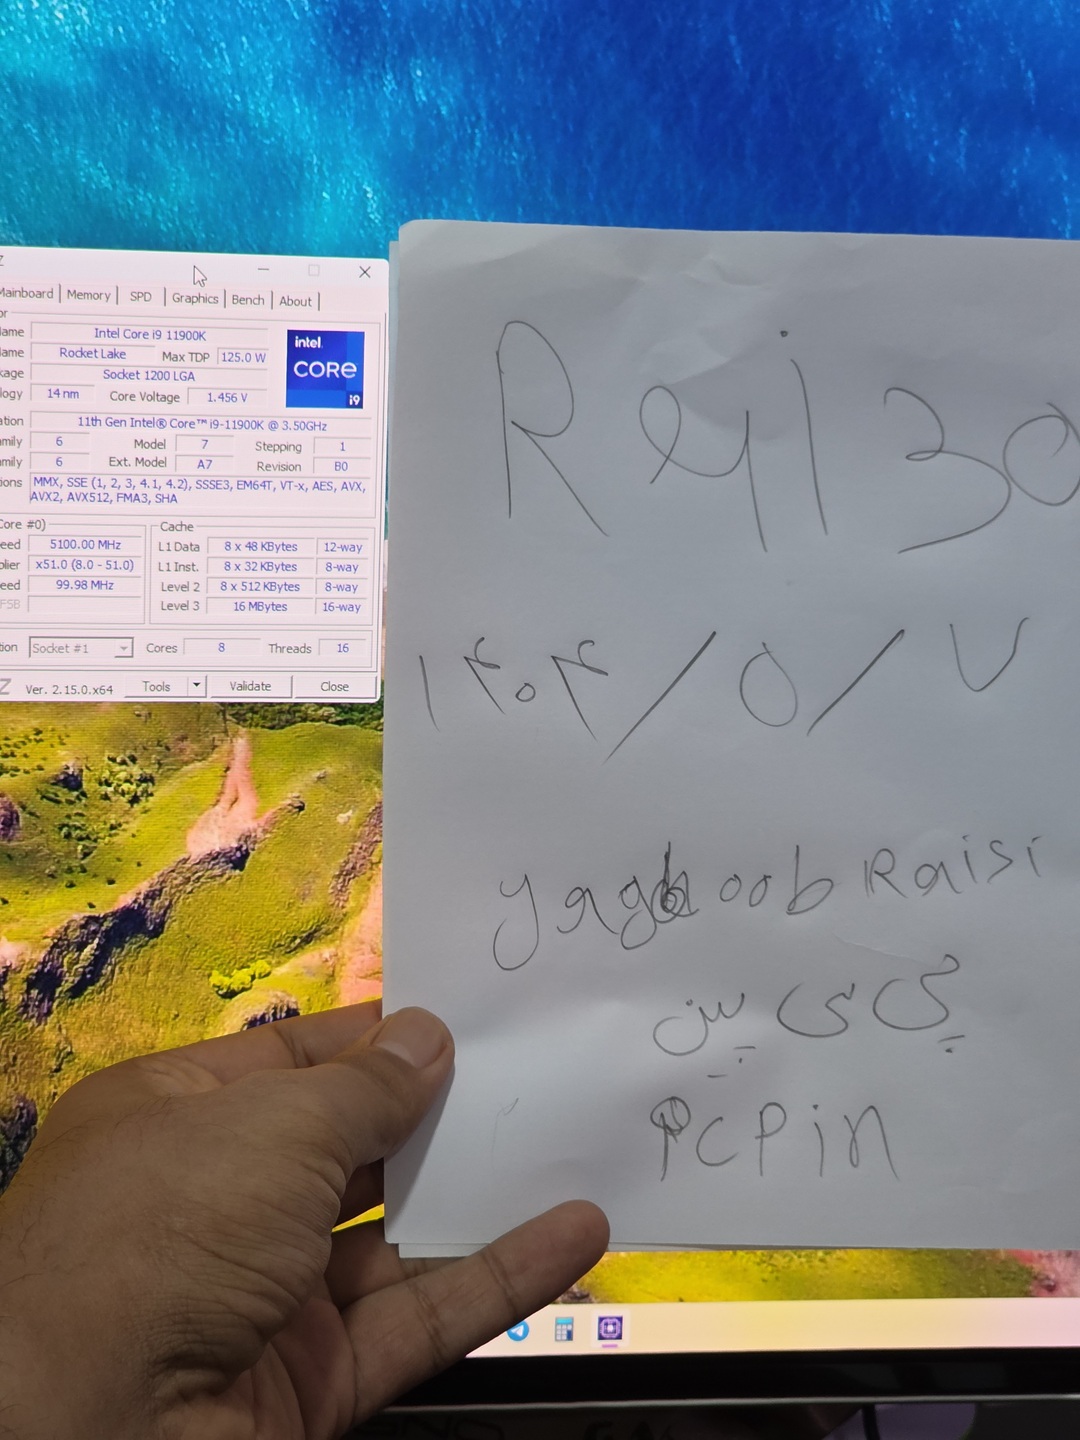 Mainboard Memory SPD Graphics Bench About
Intel Core i9 11900K
Rocket Lake Max TDP 125.0 W
Socket 1200 LGA
14 nm Core Voltage 1.456 V
intel
CORE
i9
11th Gen Intel® Core™ i9-11900K @ 3.50GHz
6 Model 7 Stepping 1
6 Ext. Model A7 Revision B0
MMX, SSE (1, 2, 3, 4.1, 4.2), SSSE3, EM64T, VT-x, AES, AVX,
AVX2, AVX512, FMA3, SHA
Core #0)
5100.00 MHz
x51.0 (8.0 - 51.0)
99.98 MHz
FSB
Cache
L1 Data 8 x 48 KBytes 12-way
L1 Inst. 8 x 32 KBytes 8-way
Level 2 8 x 512 KBytes 8-way
Level 3 16 MBytes 16-way
Socket #1 Cores 8 Threads 16
Z Ver. 2.15.0.x64 Tools Validate Close
۱۴۰۴/۵/۷
yaghoob Raisi
پی سی پین
PCPin